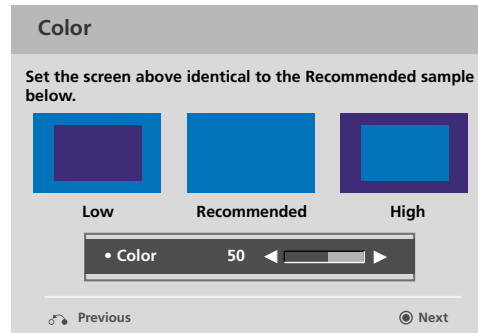 Color
Set the screen above identical to the Recommended sample
below.
Low Recommended High
• Color 50
Previous Next